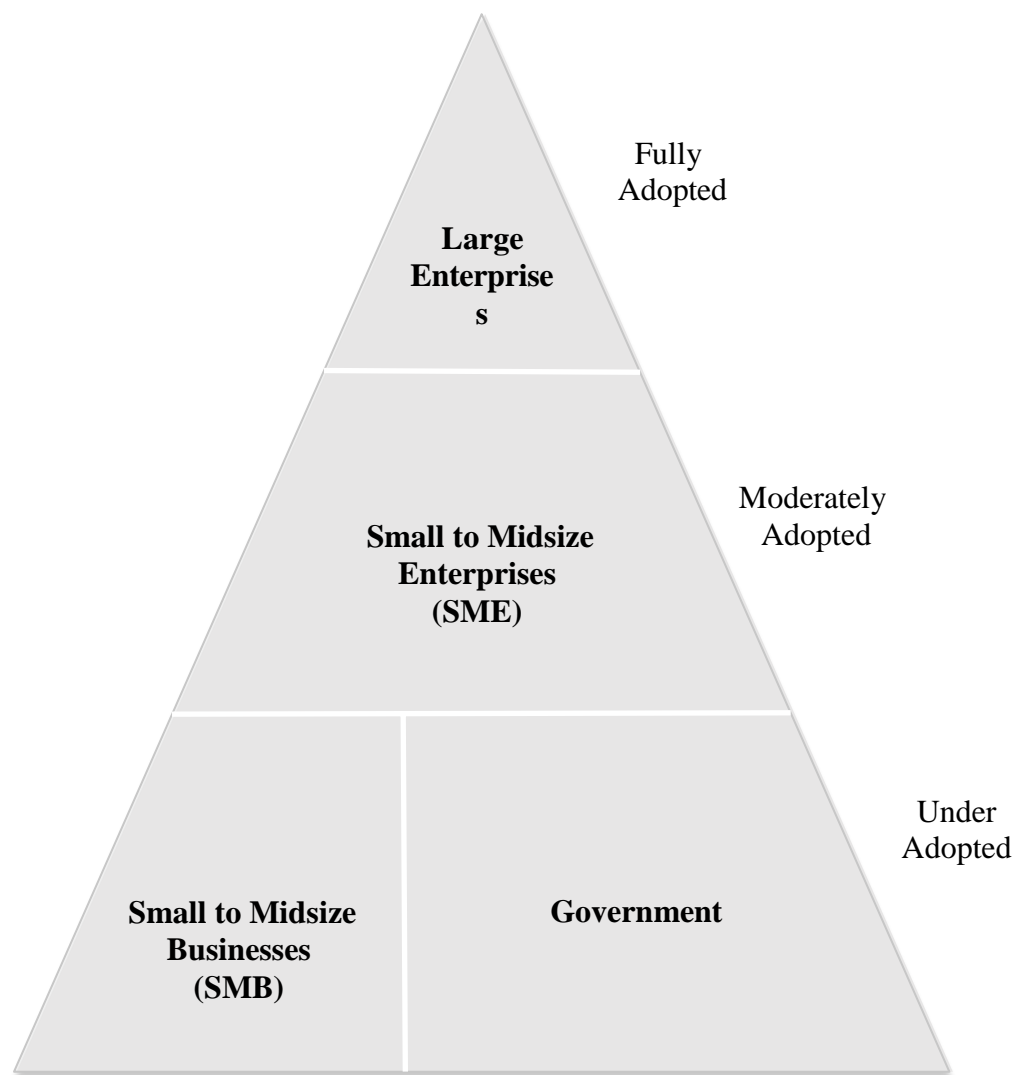 Fully
Adopted
Large
Enterprise
s
Moderately
Adopted
Small to Midsize
Enterprises
(SME)
Under
Adopted
Small to Midsize
Businesses
(SMB)
Government